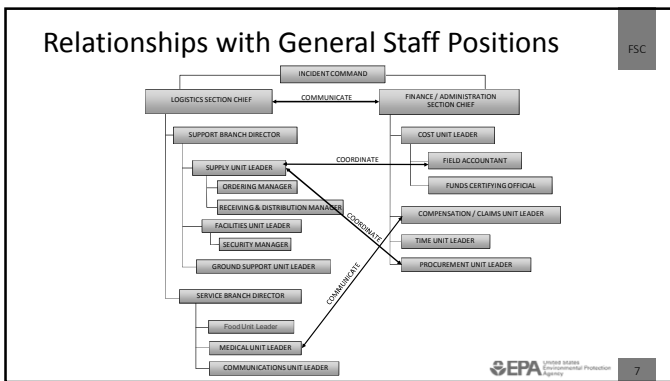 Relationships with General Staff Positions
FSC
INCIDENT COMMAND
LOGISTICS SECTION CHIEF
COMMUNICATE
FINANCE / ADMINISTRATION
SECTION CHIEF
SUPPORT BRANCH DIRECTOR
COST UNIT LEADER
SUPPLY UNIT LEADER
COORDINATE
FIELD ACCOUNTANT
ORDERING MANAGER
FUNDS CERTIFYING OFFICIAL
RECEIVING & DISTRIBUTION MANAGER
COORDINATE
COMPENSATION / CLAIMS UNIT LEADER
FACILITIES UNIT LEADER
SECURITY MANAGER
TIME UNIT LEADER
GROUND SUPPORT UNIT LEADER
PROCUREMENT UNIT LEADER
COMMUNICATE
SERVICE BRANCH DIRECTOR
Food Unit Leader
MEDICAL UNIT LEADER
COMMUNICATIONS UNIT LEADER
EPA
United States
Environmental Protection
Agency
7